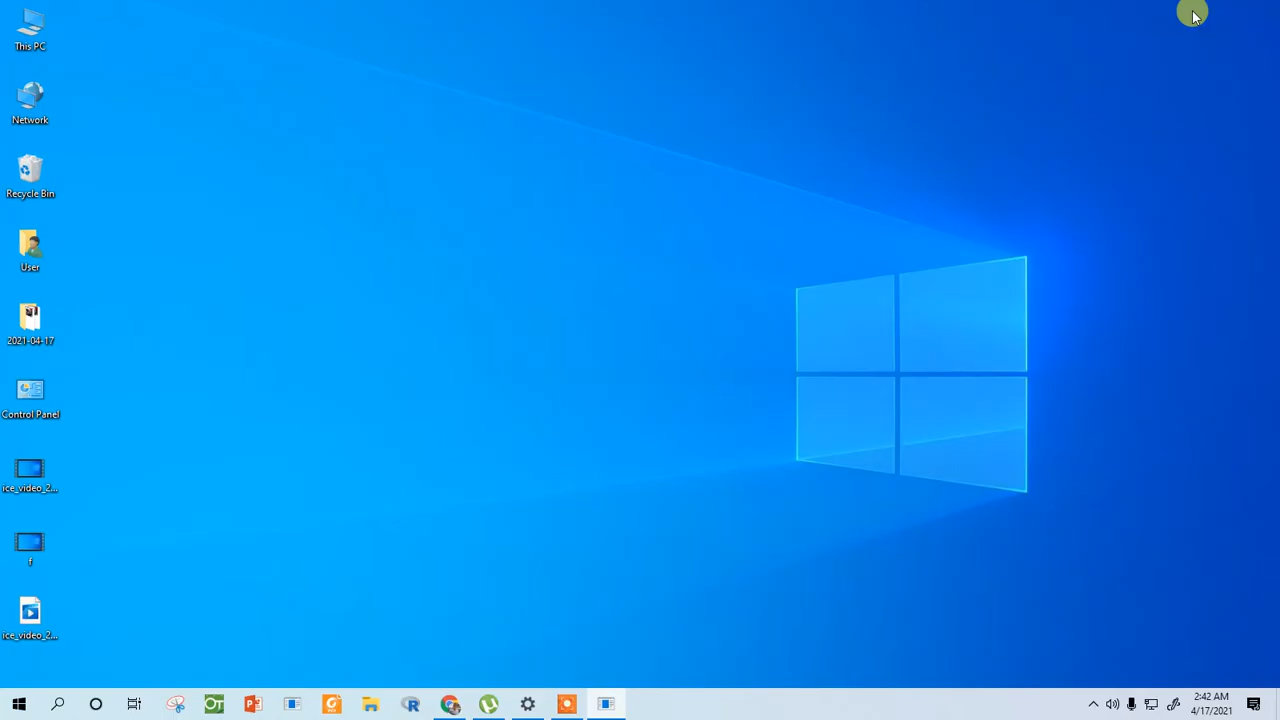 This PC
Network
Recycle Bin
User
2021-04-17
Control Panel
ice_video_2...
f
ice_video_2...
OT
2:42 AM
4/17/2021